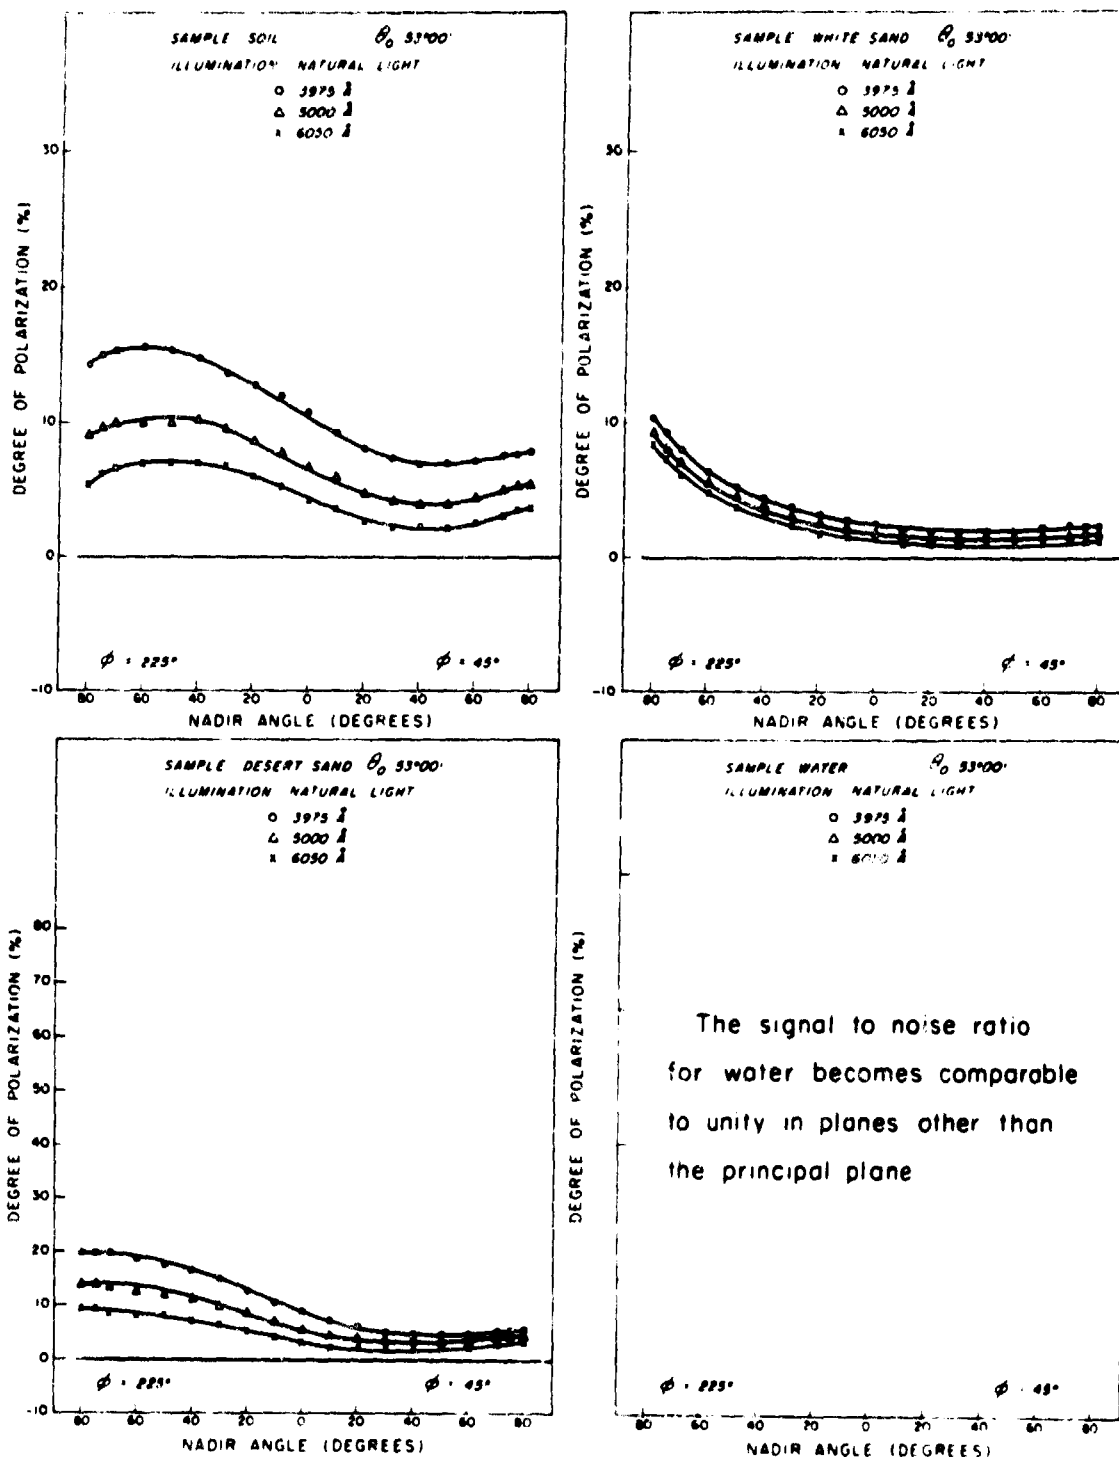 SAMPLE SOIL θ₀ 53°00'
ILLUMINATION NATURAL LIGHT
o 3975 Å
△ 5000 Å
x 6050 Å
DEGREE OF POLARIZATION (%)
30
20
10
0
-10
ϕ = 225°
ϕ = 45°
80 60 40 20 0 20 40 60 80
NADIR ANGLE (DEGREES)
SAMPLE WHITE SAND θ₀ 53°00'
ILLUMINATION NATURAL LIGHT
o 3975 Å
△ 5000 Å
x 6050 Å
DEGREE OF POLARIZATION (%)
30
20
10
0
-10
ϕ = 225°
ϕ = 45°
80 60 40 20 0 20 40 60 80
NADIR ANGLE (DEGREES)
SAMPLE DESERT SAND θ₀ 53°00'
ILLUMINATION NATURAL LIGHT
o 3975 Å
△ 5000 Å
x 6050 Å
DEGREE OF POLARIZATION (%)
80
70
60
50
40
30
20
10
0
-10
ϕ = 225°
ϕ = 45°
80 60 40 20 0 20 40 60 80
NADIR ANGLE (DEGREES)
SAMPLE WATER θ₀ 53°00'
ILLUMINATION NATURAL LIGHT
o 3975 Å
△ 5000 Å
x 6050 Å
DEGREE OF POLARIZATION (%)
The signal to noise ratio
for water becomes comparable
to unity in planes other than
the principal plane
ϕ = 225°
ϕ = 45°
80 60 40 20 0 20 40 60 80
NADIR ANGLE (DEGREES)